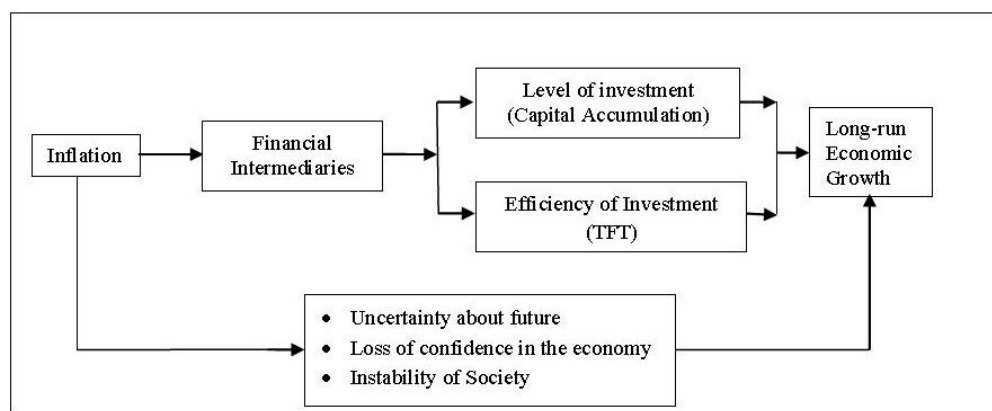 Inflation
Financial
Intermediaries
Level of investment
(Capital Accumulation)
Efficiency of Investment
(TFT)
Long-run
Economic
Growth
• Uncertainty about future
• Loss of confidence in the economy
• Instability of Society